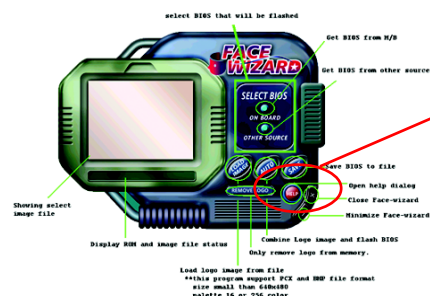 select BIOS that will be flashed
Get BIOS from M/B
FACE
WIZARD
Get BIOS from other source
SELECT BIOS
ON BOARD
OTHER SOURCE
LOAD IMAGE
AUTO
SAVE
Save BIOS to file
REMOVE LOGO
HELP
X
Open help dialog
Close Face-wizard
Showing select
image file
Minimize Face-wizard
Display ROM and image file status
Combine Logo image and flash BIOS
Only remove logo from memory.
Load logo image from file
**this program support PCX and BMP file format
size small than 640x480
palette 16 or 256 color